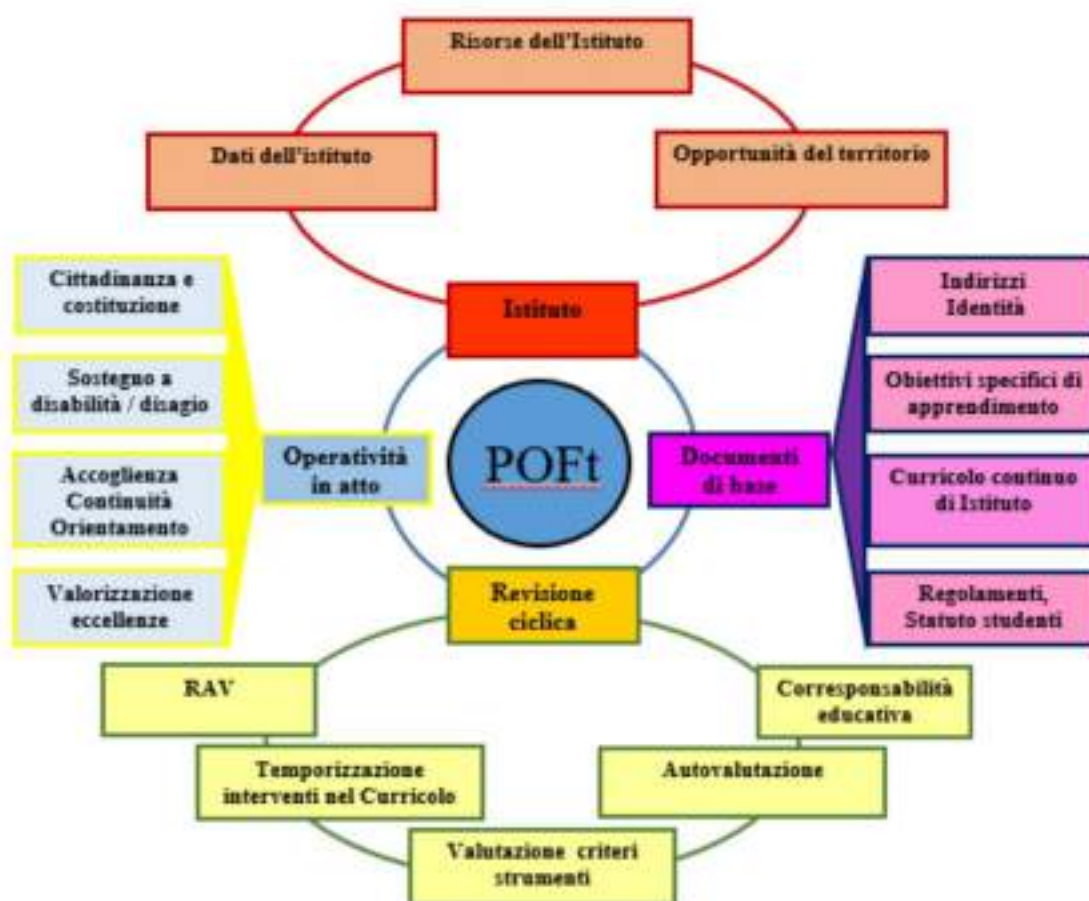 Risorse dell'Istituto
Dati dell'istituto
Opportunità del territorio
Istituto
Cittadinanza e
costituzione
Sostegno a
disabilità / disagio
Accoglienza
Continuità
Orientamento
Valorizzazione
eccellenze
Operatività
in atto
POFt
Documenti
di base
Indirizzi
Identità
Obiettivi specifici di
apprendimento
Curricolo continuo
di Istituto
Regolamenti,
Statuto studenti
Revisione
ciclica
RAV
Temporizzazione
interventi nel Curricolo
Valutazione criteri
strumenti
Autovalutazione
Corresponsabilità
educativa